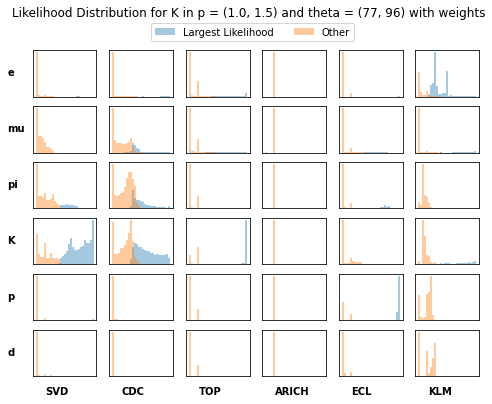 Likelihood Distribution for K in p = (1.0, 1.5) and theta = (77, 96) with weights
Largest Likelihood Other
e
mu
pi
K
p
d
SVD CDC TOP ARICH ECL KLM